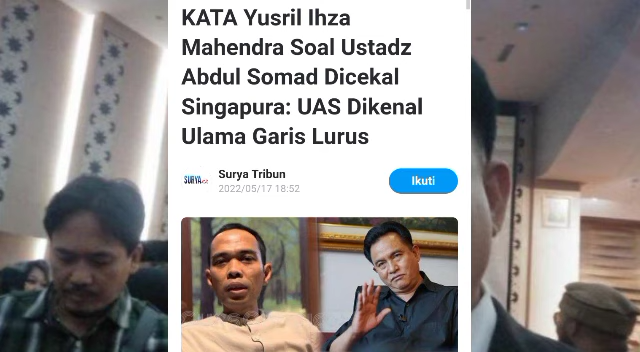 KATA Yusril Ihza
Mahendra Soal Ustadz
Abdul Somad Dicekal
Singapura: UAS Dikenal
Ulama Garis Lurus
SURYA
Surya Tribun
2022/05/17 18:52
Ikuti